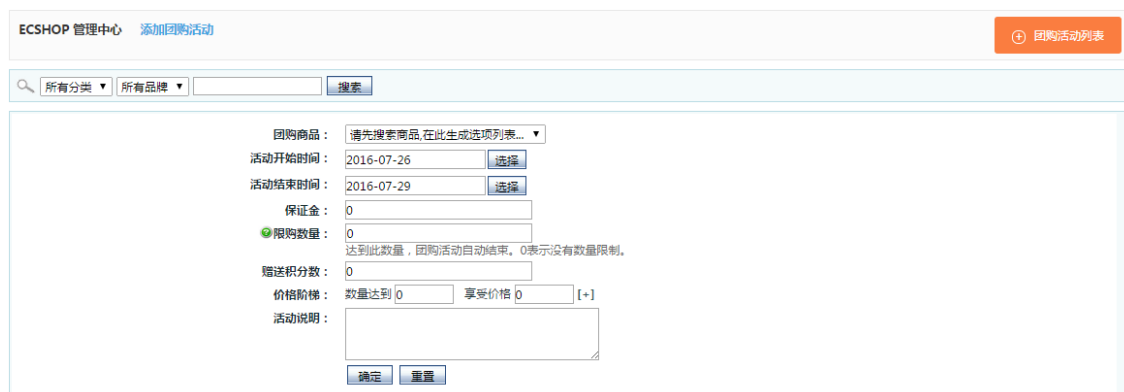 ECSHOP 管理中心 添加团购活动 团购活动列表
所有分类 ▼ 所有品牌 ▼ 搜索
团购商品： 请先搜索商品,在此生成选项列表... ▼
活动开始时间： 2016-07-26 选择
活动结束时间： 2016-07-29 选择
保证金： 0
限购数量： 0
达到此数量，团购活动自动结束。0表示没有数量限制。
赠送积分数： 0
价格阶梯： 数量达到 0 享受价格 0 [+]
活动说明：
确定 重置